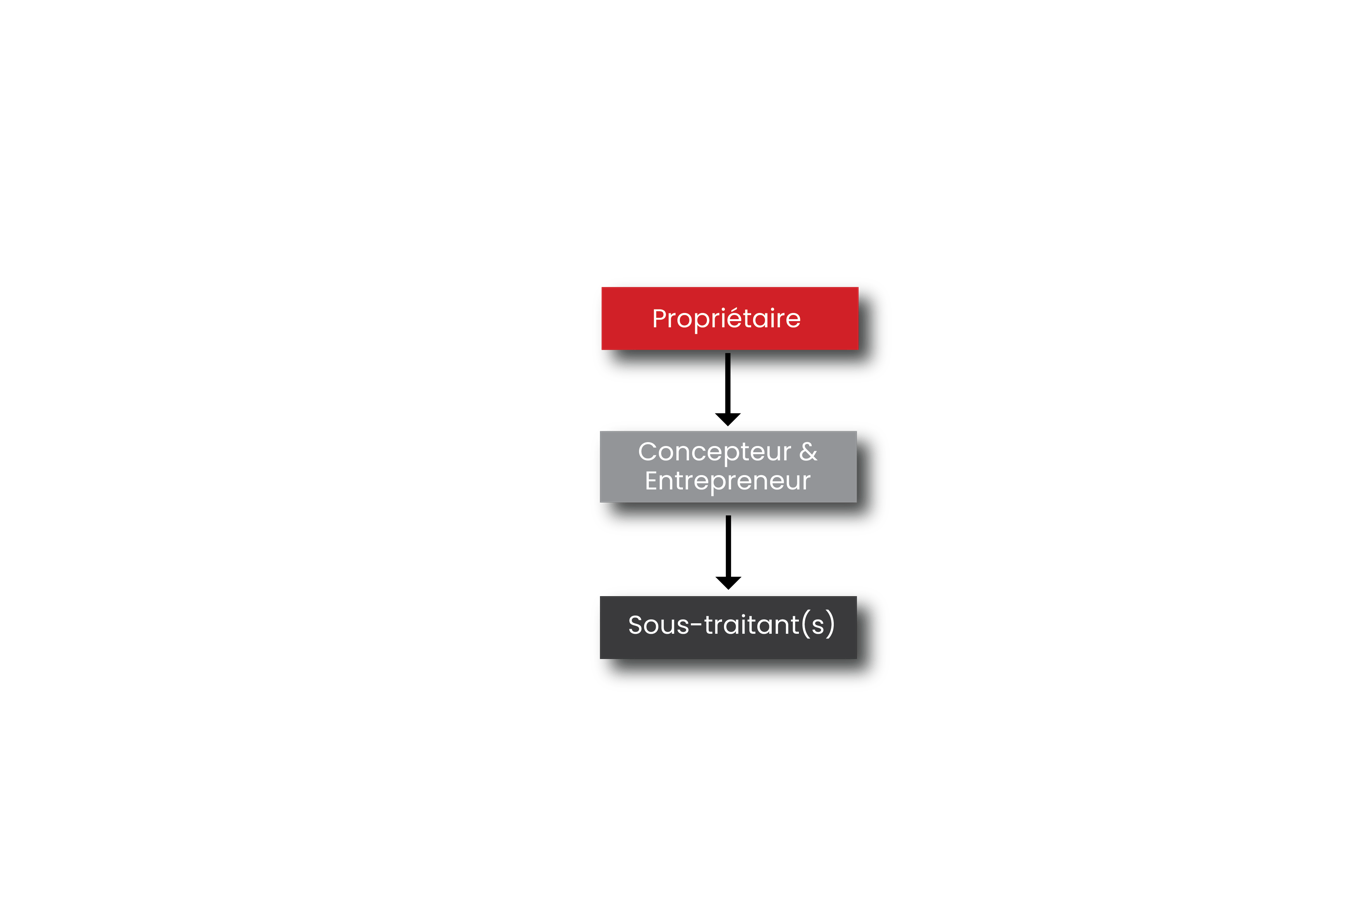 Propriétaire
Concepteur &
Entrepreneur
Sous-traitant(s)